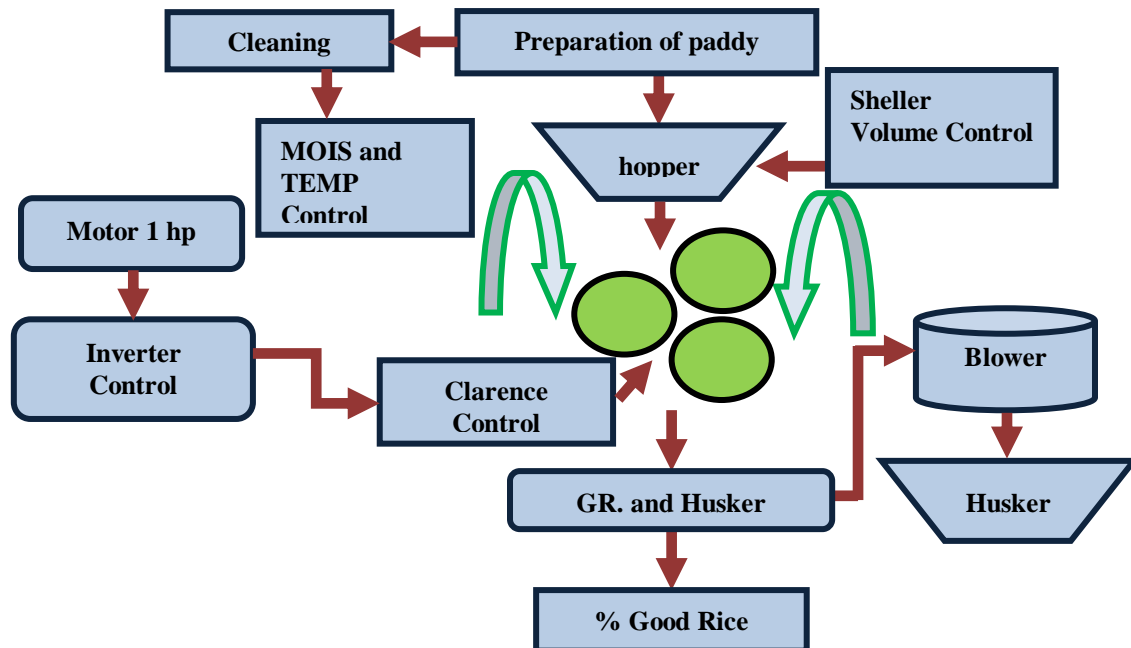 Cleaning
Preparation of paddy
Sheller
Volume Control
MOIS and
TEMP
Control
hopper
Motor 1 hp
Inverter
Control
Clarence
Control
Blower
GR. and Husker
Husker
% Good Rice